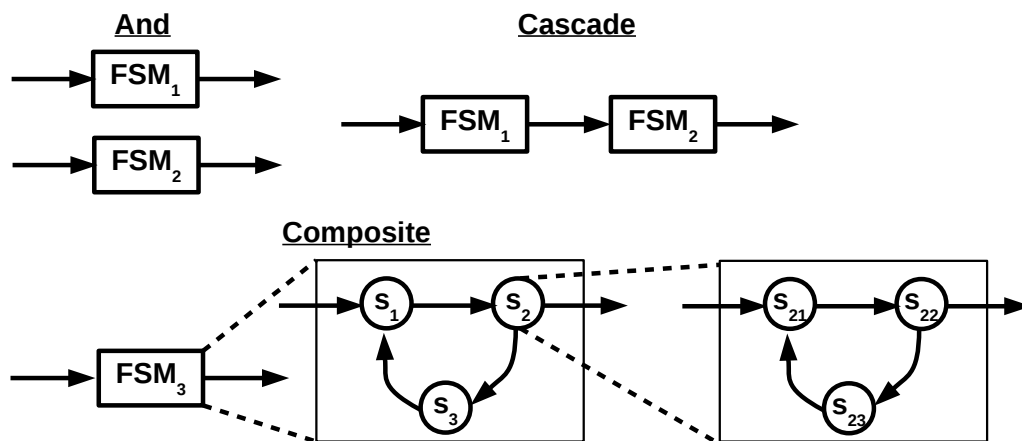 And
Cascade
FSM₁
FSM₁
FSM₂
FSM₂
Composite
S₁
S₂
S₂₁
S₂₂
FSM₃
S₃
S₂₃